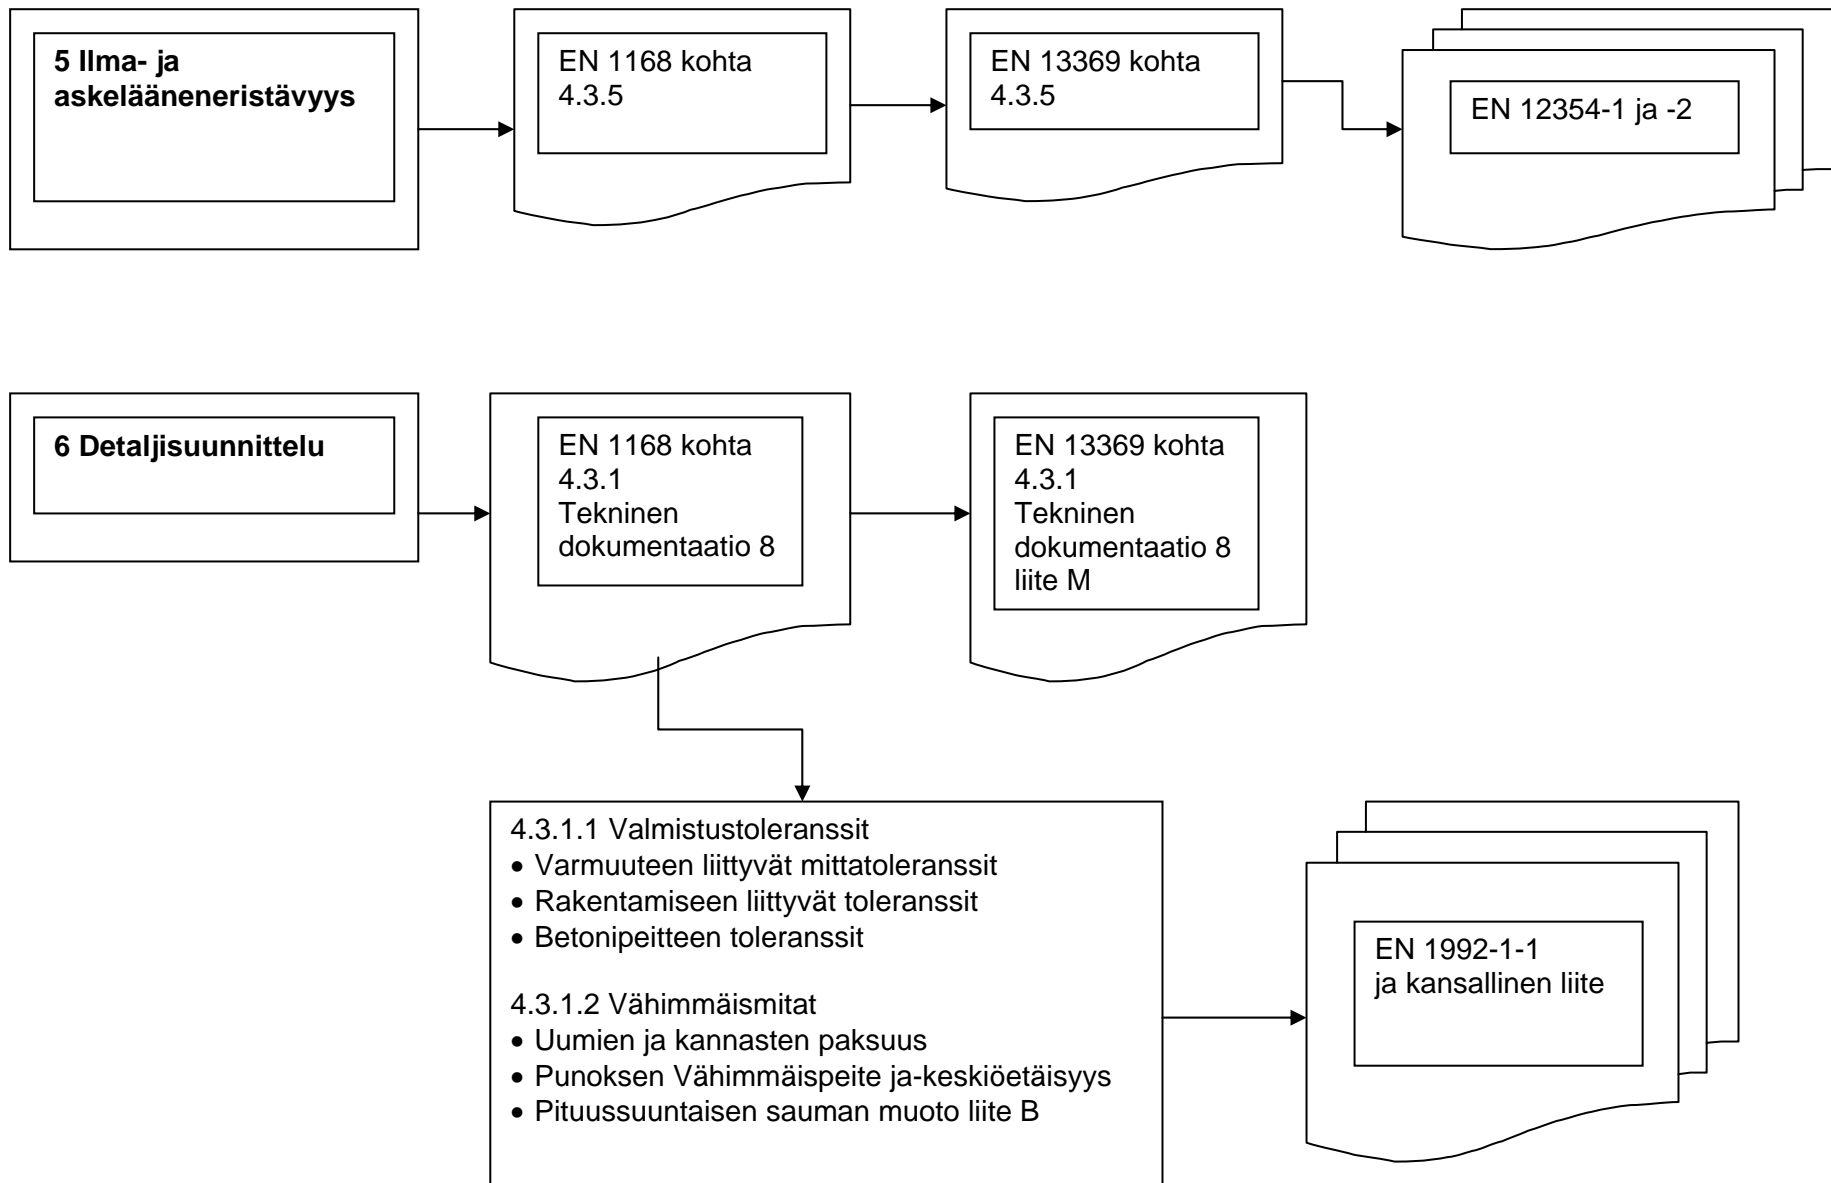 5 Ilma- ja
askelääneneristävyys
EN 1168 kohta
4.3.5
EN 13369 kohta
4.3.5
EN 12354-1 ja -2
6 Detaljisuunnittelu
EN 1168 kohta
4.3.1
Tekninen
dokumentaatio 8
EN 13369 kohta
4.3.1
Tekninen
dokumentaatio 8
liite M
4.3.1.1 Valmistustoleranssit
• Varmuuteen liittyvät mittatoleranssit
• Rakentamiseen liittyvät toleranssit
• Betonipeitteen toleranssit
4.3.1.2 Vähimmäismitat
• Uumien ja kannasten paksuus
• Punoksen Vähimmäispeite ja-keskiöetäisyys
• Pituussuuntaisen sauman muoto liite B
EN 1992-1-1
ja kansallinen liite